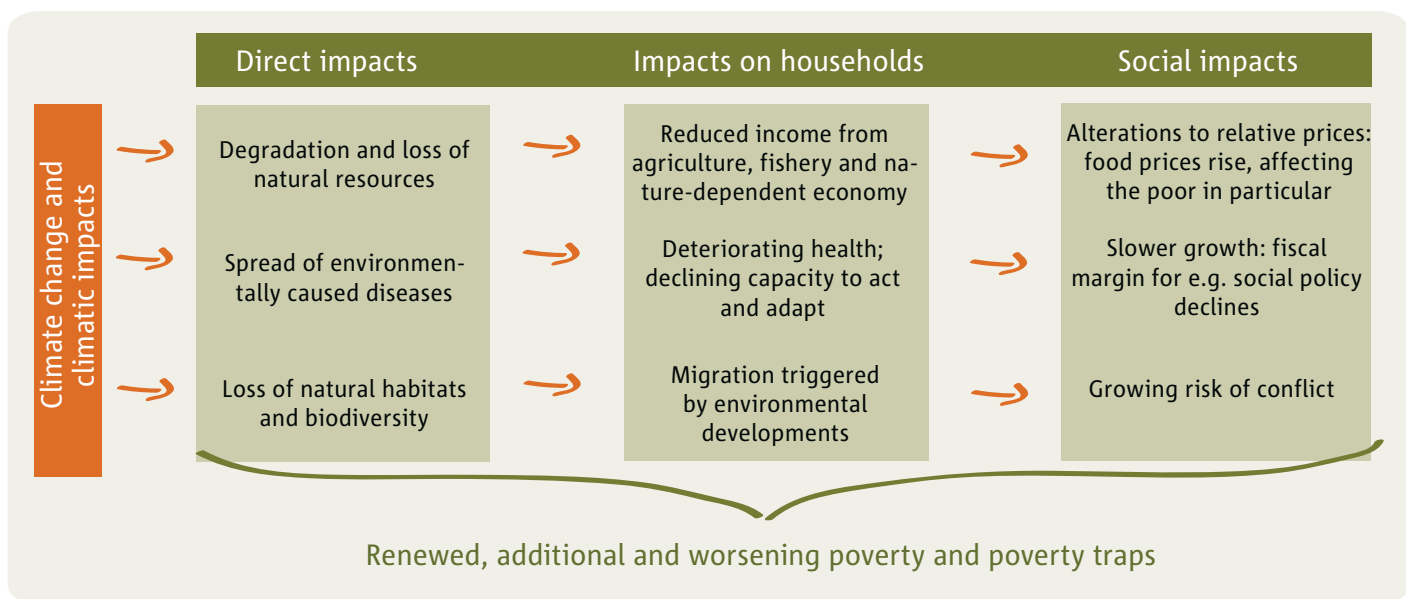 Direct impacts
Impacts on households
Social impacts
Climate change and
climatic impacts
Degradation and loss of
natural resources
Reduced income from
agriculture, fishery and na-
ture-dependent economy
Alterations to relative prices:
food prices rise, affecting
the poor in particular
Spread of environmen-
tally caused diseases
Deteriorating health;
declining capacity to act
and adapt
Slower growth: fiscal
margin for e.g. social policy
declines
Loss of natural habitats
and biodiversity
Migration triggered
by environmental
developments
Growing risk of conflict
Renewed, additional and worsening poverty and poverty traps